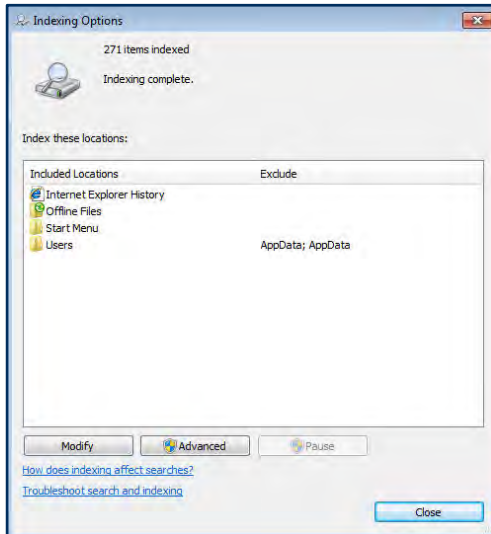 Indexing Options
271 items indexed
Indexing complete.
Index these locations:
Included Locations Exclude
Internet Explorer History
Offline Files
Start Menu
Users AppData; AppData
Modify Advanced Pause
How does indexing affect searches?
Troubleshoot search and indexing
Close